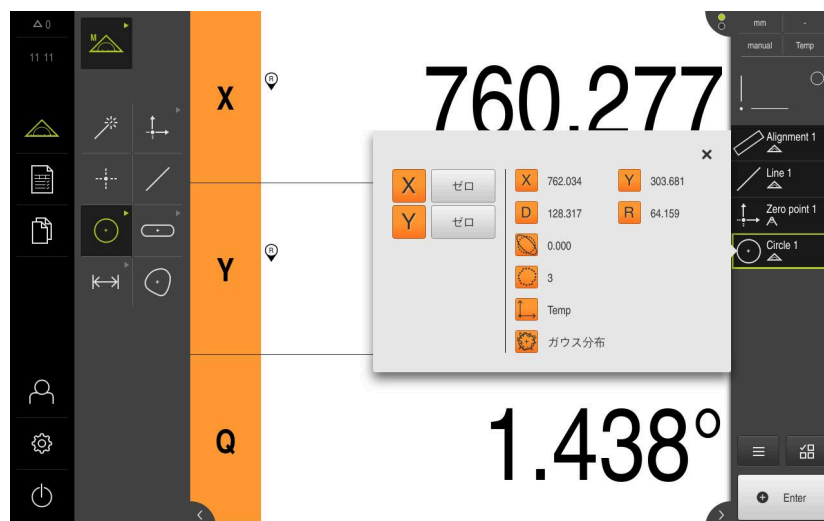 0
mm -
11 11
M
manual Temp
X R 760.277
Alignment 1
X ゼロ X 762.034 Y 303.681
Line 1
Y ゼロ D 128.317 R 64.159
Zero point 1
0.000
Circle 1
Y R
3
Temp
ガウス分布
Q 1.438°
Enter